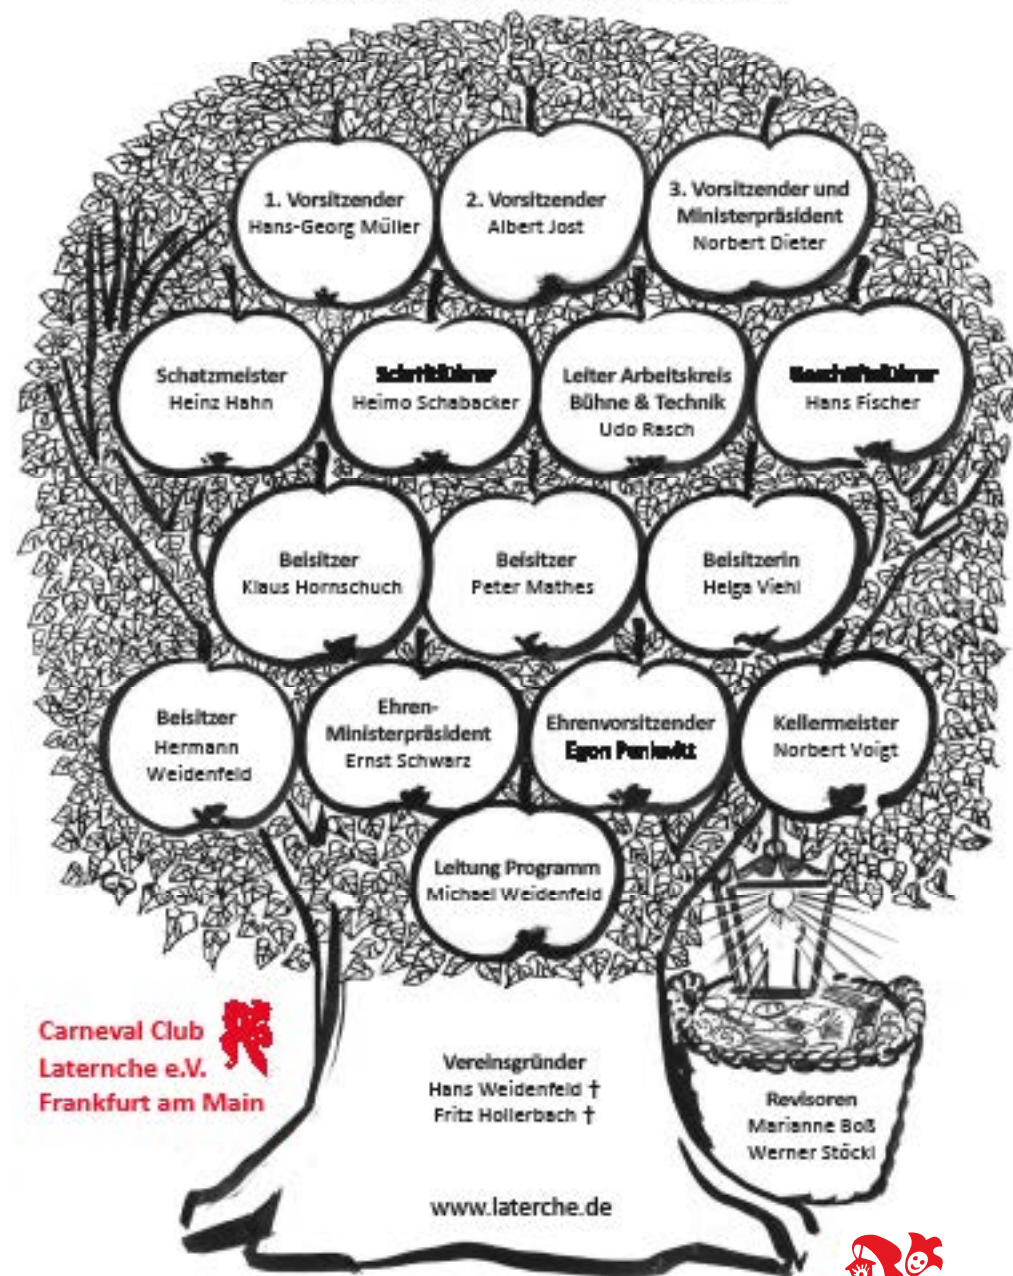 1. Vorsitzender
Hans-Georg Müller
2. Vorsitzender
Albert Jost
3. Vorsitzender und
Ministerpräsident
Norbert Dieter
Schatzmeister
Heinz Hahn
Schriftführer
Heimo Schabacker
Leiter Arbeitskreis
Bühne & Technik
Udo Rasch
Geschäftsführer
Hans Fischer
Beisitzer
Klaus Hornschuch
Beisitzer
Peter Mathes
Beisitzerin
Helga Viehl
Beisitzer
Hermann
Weidenfeld
Ehren-
Ministerpräsident
Ernst Schwarz
Ehrenvorsitzender
Egon
Kellermeister
Norbert Voigt
Leitung Programm
Michael Weidenfeld
Carneval Club
Laternche e.V.
Frankfurt am Main
Vereinsgründer
Hans Weidenfeld †
Fritz Hollerbach †
Revisoren
Marianne Boß
Werner Stöckl
www.laterche.de